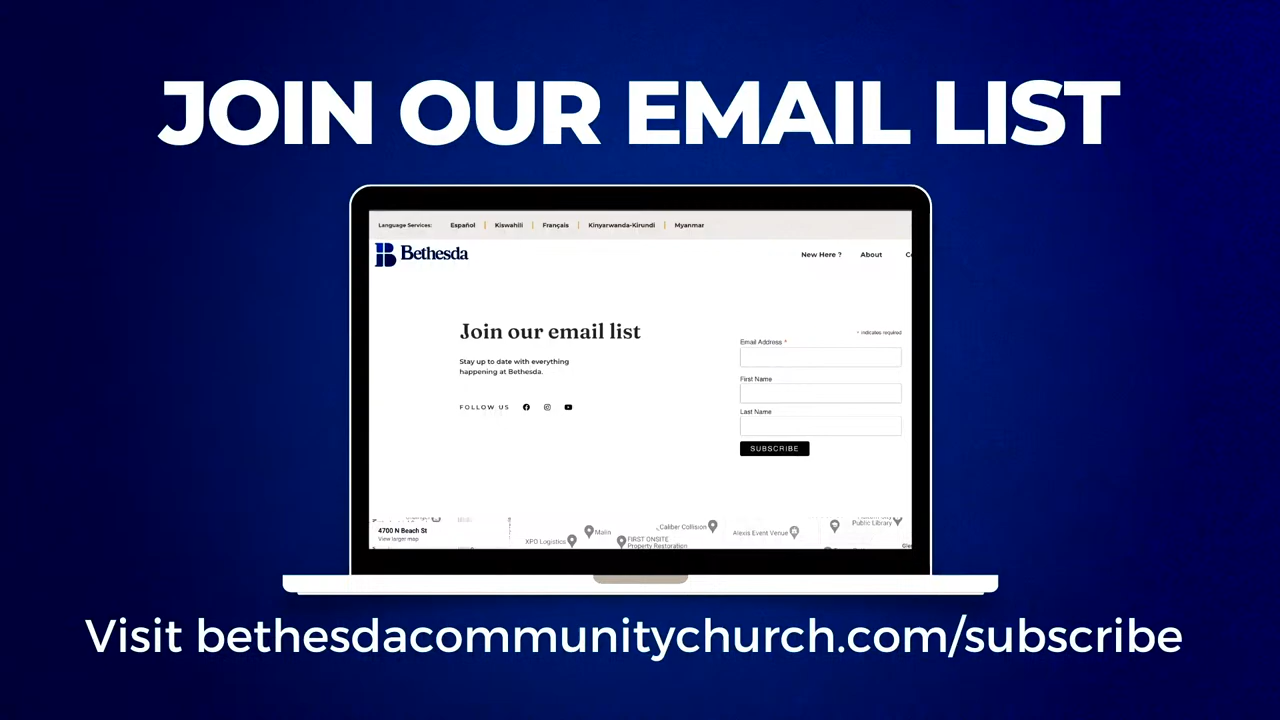 JOIN OUR EMAIL LIST
Language Services: Español Kiswahili Français Kinyarwanda-Kirundi Myanmar
Bethesda
New Here ? About
Join our email list
Stay up to date with everything
happening at Bethesda.
FOLLOW US
* indicates required
Email Address *
First Name
Last Name
SUBSCRIBE
4700 N Beach St
View larger map
XPO Logistics
Malin
FIRST ONSITE
Property Restoration
Caliber Collision
Alexis Event Venue
Public Library
Visit bethesdacommunitychurch.com/subscribe